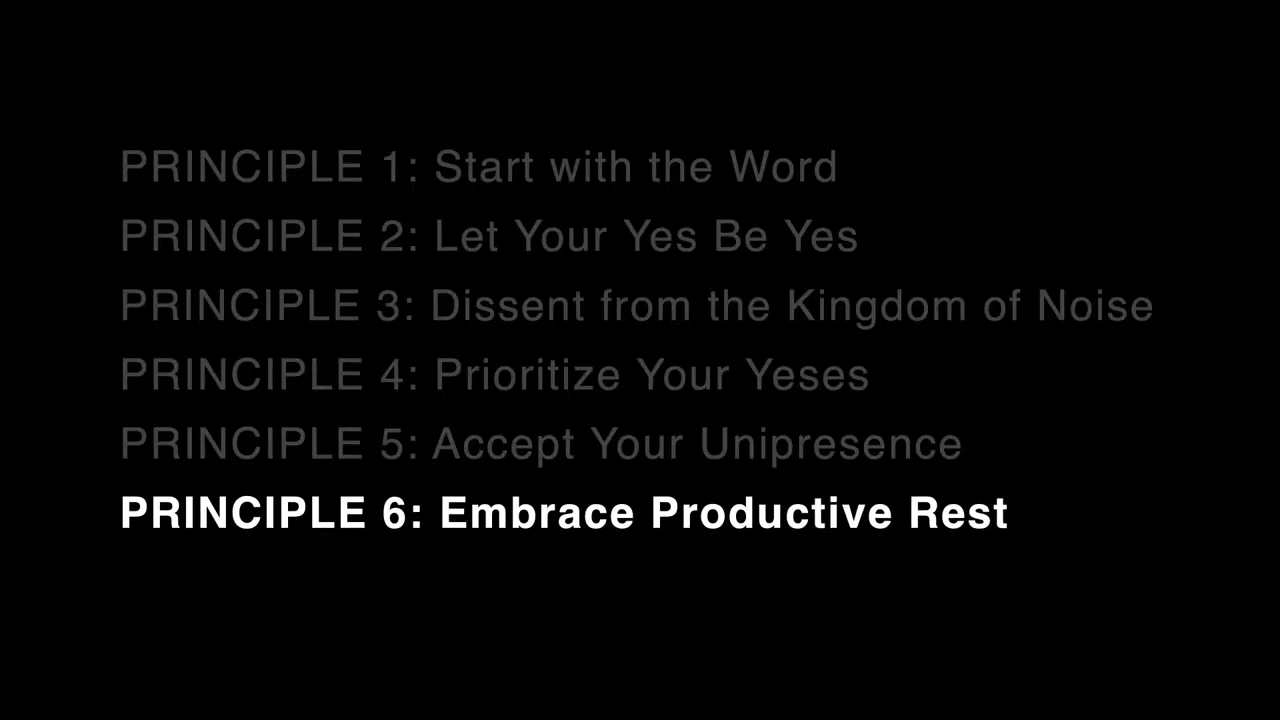 PRINCIPLE 1: Start with the Word
PRINCIPLE 2: Let Your Yes Be Yes
PRINCIPLE 3: Dissent from the Kingdom of Noise
PRINCIPLE 4: Prioritize Your Yeses
PRINCIPLE 5: Accept Your Unipresence
PRINCIPLE 6: Embrace Productive Rest